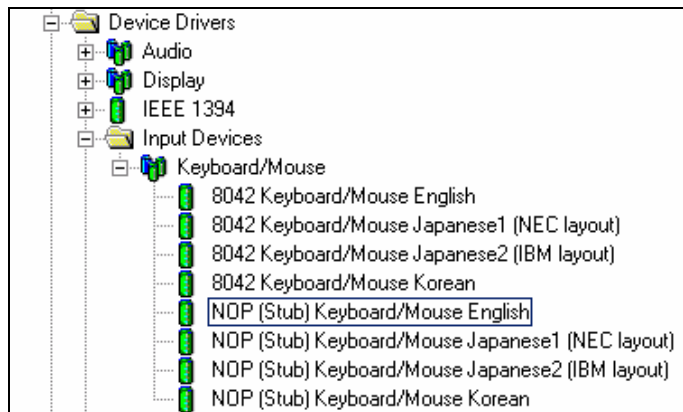 Device Drivers
Audio
Display
IEEE 1394
Input Devices
Keyboard/Mouse
8042 Keyboard/Mouse English
8042 Keyboard/Mouse Japanese1 (NEC layout)
8042 Keyboard/Mouse Japanese2 (IBM layout)
8042 Keyboard/Mouse Korean
NOP (Stub) Keyboard/Mouse English
NOP (Stub) Keyboard/Mouse Japanese1 (NEC layout)
NOP (Stub) Keyboard/Mouse Japanese2 (IBM layout)
NOP (Stub) Keyboard/Mouse Korean